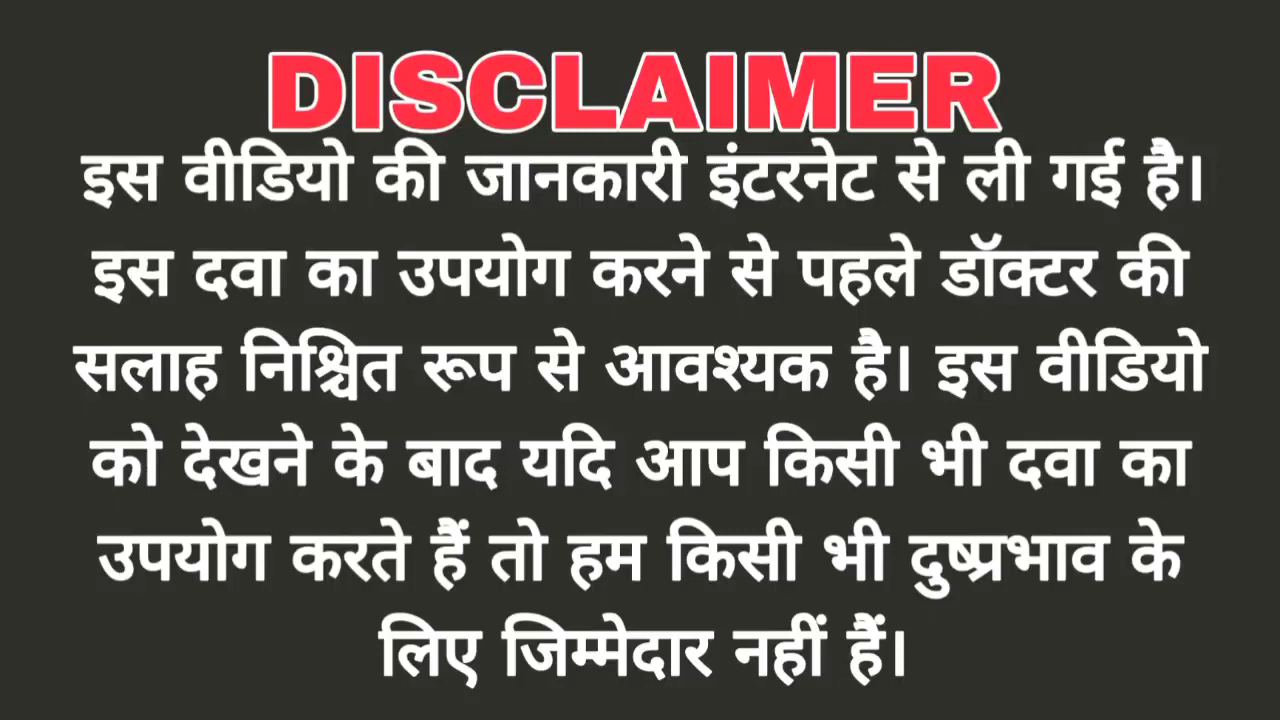 DISCLAIMER
इस वीडियो की जानकारी इंटरनेट से ली गई है।
इस दवा का उपयोग करने से पहले डॉक्टर की
सलाह निश्चित रूप से आवश्यक है। इस वीडियो
को देखने के बाद यदि आप किसी भी दवा का
उपयोग करते हैं तो हम किसी भी दुष्प्रभाव के
लिए जिम्मेदार नहीं हैं।